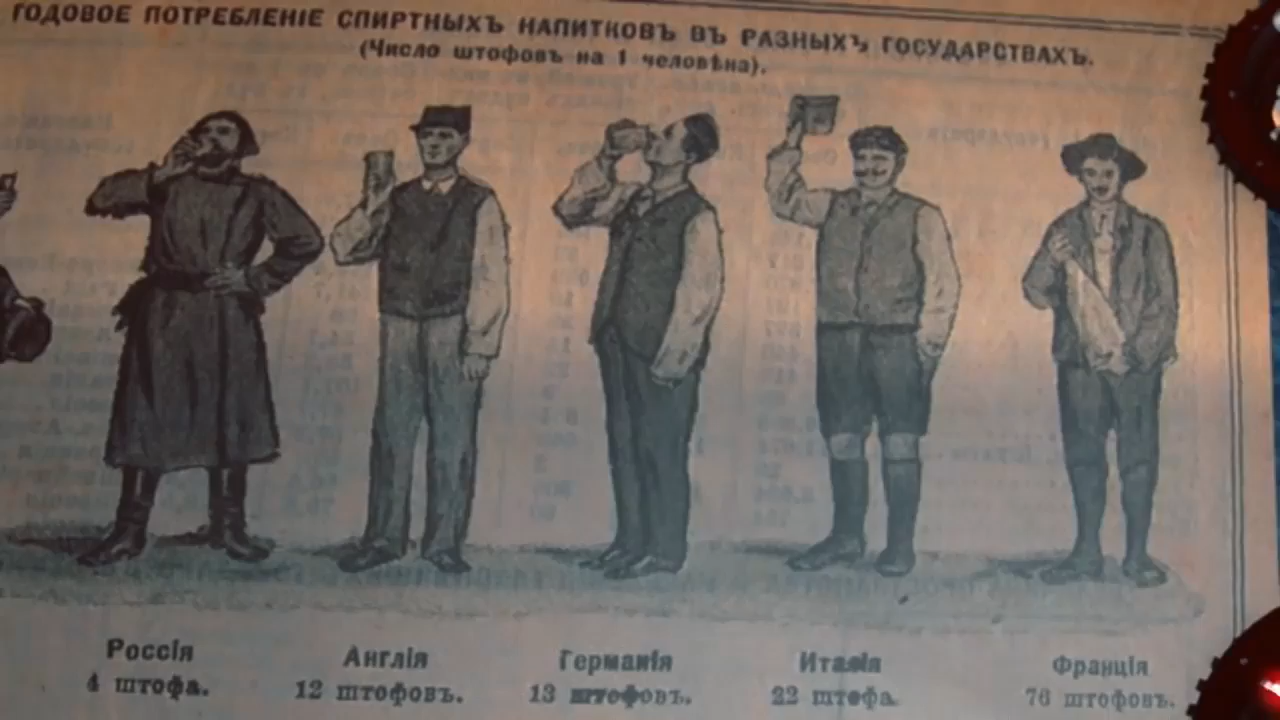 ГОДОВОЕ ПОТРЕБЛЕНІЕ СПИРТНЫХЪ НАПИТКОВЪ ВЪ РАЗНЫХЪ ГОСУДАРСТВАХЪ.
(Число штофовъ на 1 человѣка).
Россія Англія Германія Италія Франція
4 штофа. 12 штофовъ. 13 штофовъ. 22 штофа. 76 штофовъ.